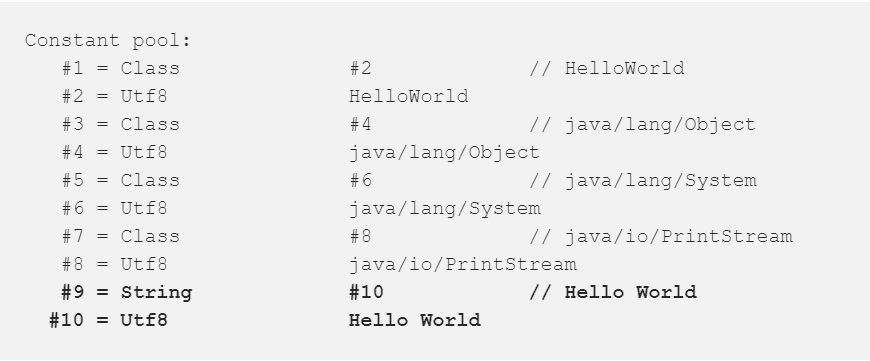 Constant pool:
   #1 = Class             #2             // HelloWorld
   #2 = Utf8              HelloWorld
   #3 = Class             #4             // java/lang/Object
   #4 = Utf8              java/lang/Object
   #5 = Class             #6             // java/lang/System
   #6 = Utf8              java/lang/System
   #7 = Class             #8             // java/io/PrintStream
   #8 = Utf8              java/io/PrintStream
   #9 = String            #10            // Hello World
  #10 = Utf8              Hello World